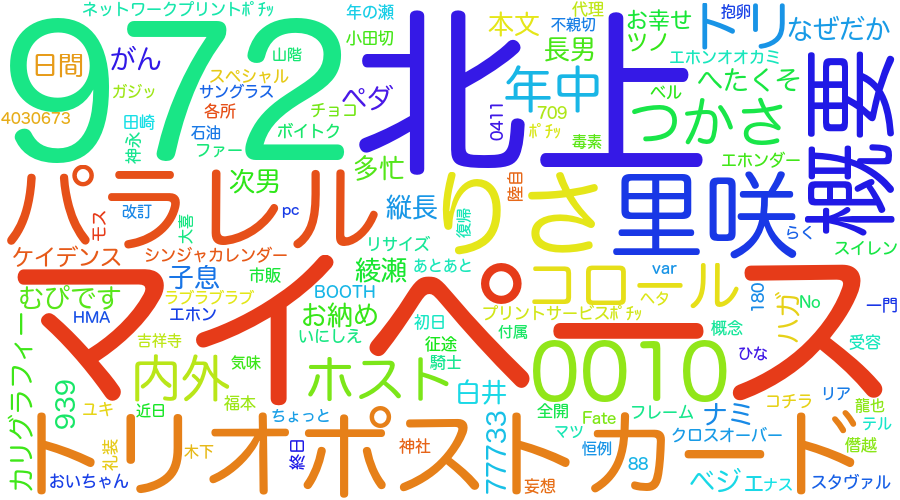 ネットワークプリントﾎﾟﾁｯ
年の瀬
本文
代理
抱卵
972
北上
トリ
なぜだか
不親切
お幸せ
小田切
長男
ツノ
日間
がん
山階
エホンオオカミ
概要
スペシャル
ペダ
年中
へたくそ
ガジッ
サングラス
ベル
4030673
各所
チョコ
709
つかさ
田崎
石油
ボイトク
0411
ﾎﾟﾁｯ
神永
ファー
多忙
毒素
エホンダー
パラレル
次男
りさ
陸自
里咲
モス
改訂
大喜
pc
縦長
復帰
らく
ケイデンス
シンジャカレンダー
リサイズ
スイレン
子息
市販
綾瀬
あとあと
コロール
var
マイペース
むぴです
ラブラブラブ
BOOTH
ヘタ
180
ハガ
No
一門
HMA
エホン
お納め
プリントサービスﾎﾟﾁｯ
初日
付属
概念
吉祥寺
いにしえ
征途
受容
カリグラフィー
内外
気味
ホスト
騎士
0010
ひな
939
ユキ
近日
福本
白井
リア
コチラ
龍也
ちょっと
全開
Fate
フレーム
ナミ
トリオポストカード
礼装
木下
終日
神社
77733
マツ
恒例
クロスオーバー
テル
僭越
おいちゃん
妄想
88
ベジェ
ナス
スタヴァル